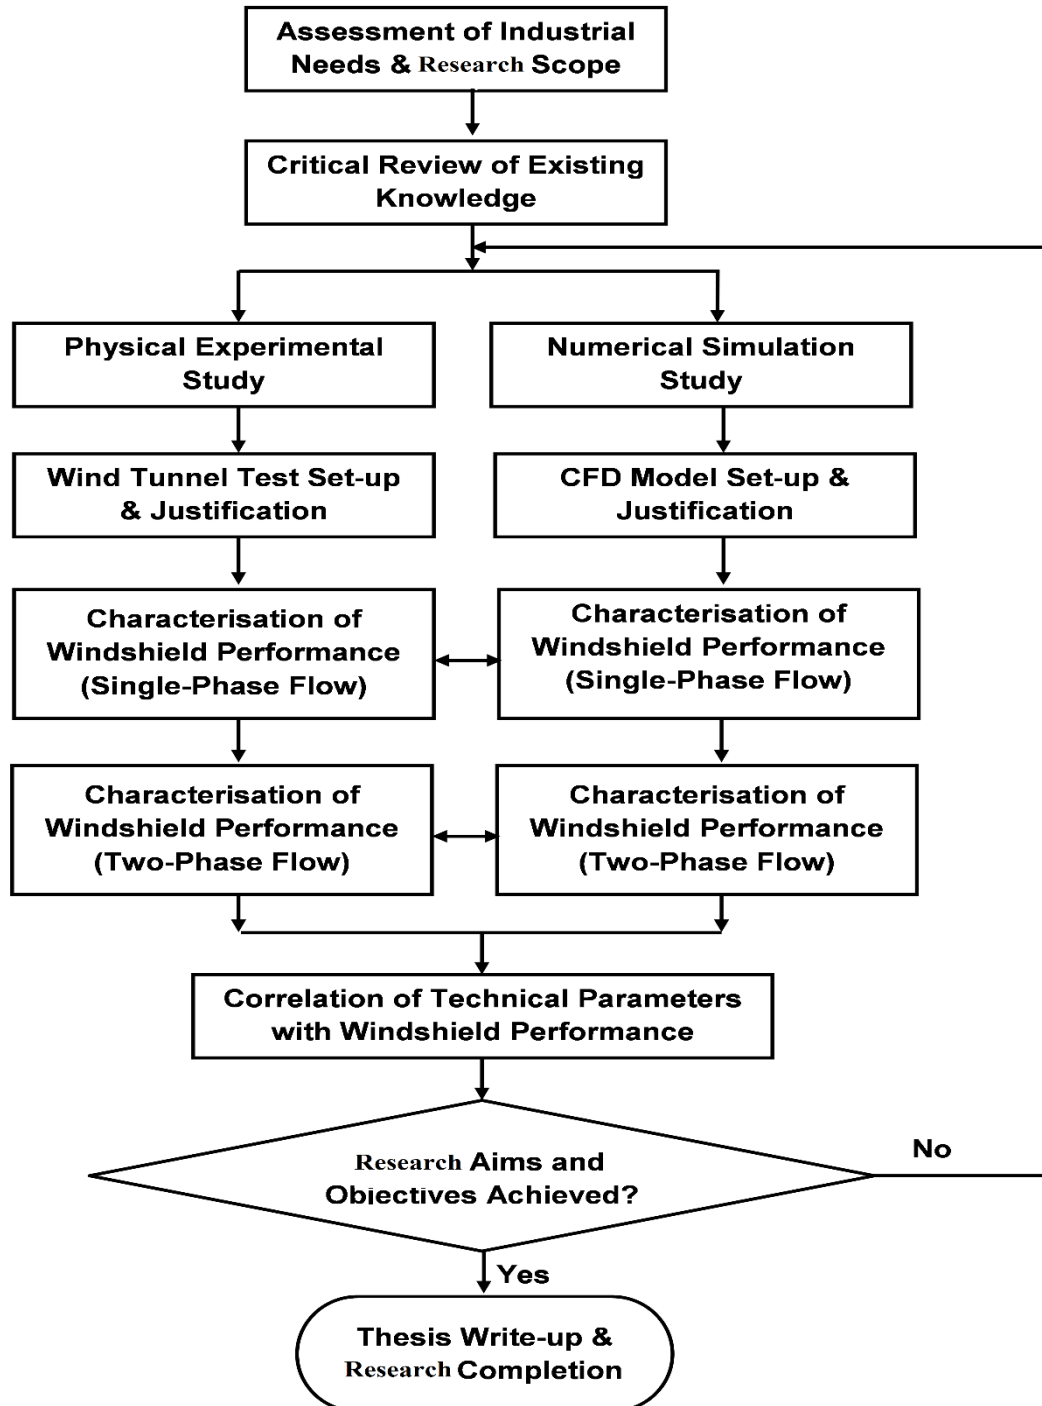 Assessment of Industrial
Needs & Research Scope
Critical Review of Existing
Knowledge
Physical Experimental
Study
Numerical Simulation
Study
Wind Tunnel Test Set-up
& Justification
CFD Model Set-up &
Justification
Characterisation of
Windshield Performance
(Single-Phase Flow)
Characterisation of
Windshield Performance
(Single-Phase Flow)
Characterisation of
Windshield Performance
(Two-Phase Flow)
Characterisation of
Windshield Performance
(Two-Phase Flow)
Correlation of Technical Parameters
with Windshield Performance
Research Aims and
Objectives Achieved?
No
Yes
Thesis Write-up &
Research Completion